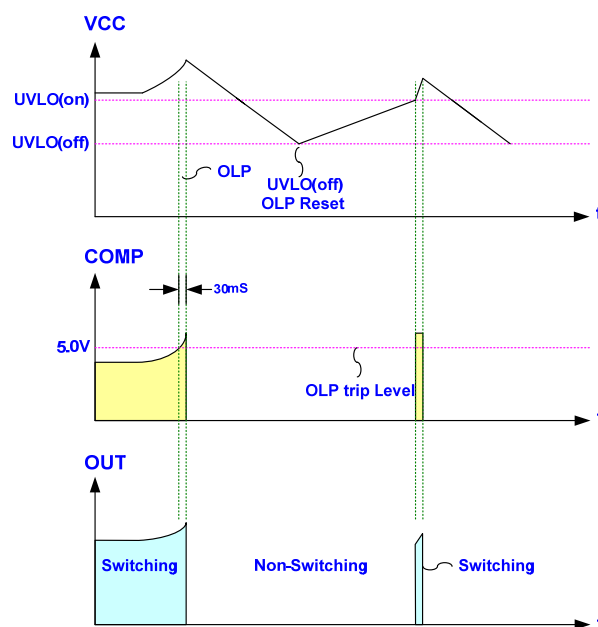 VCC
UVLO(on)
UVLO(off)
OLP
UVLO(off)
OLP Reset
t
COMP
30mS
5.0V
OLP trip Level
OUT
Switching
Non-Switching
Switching